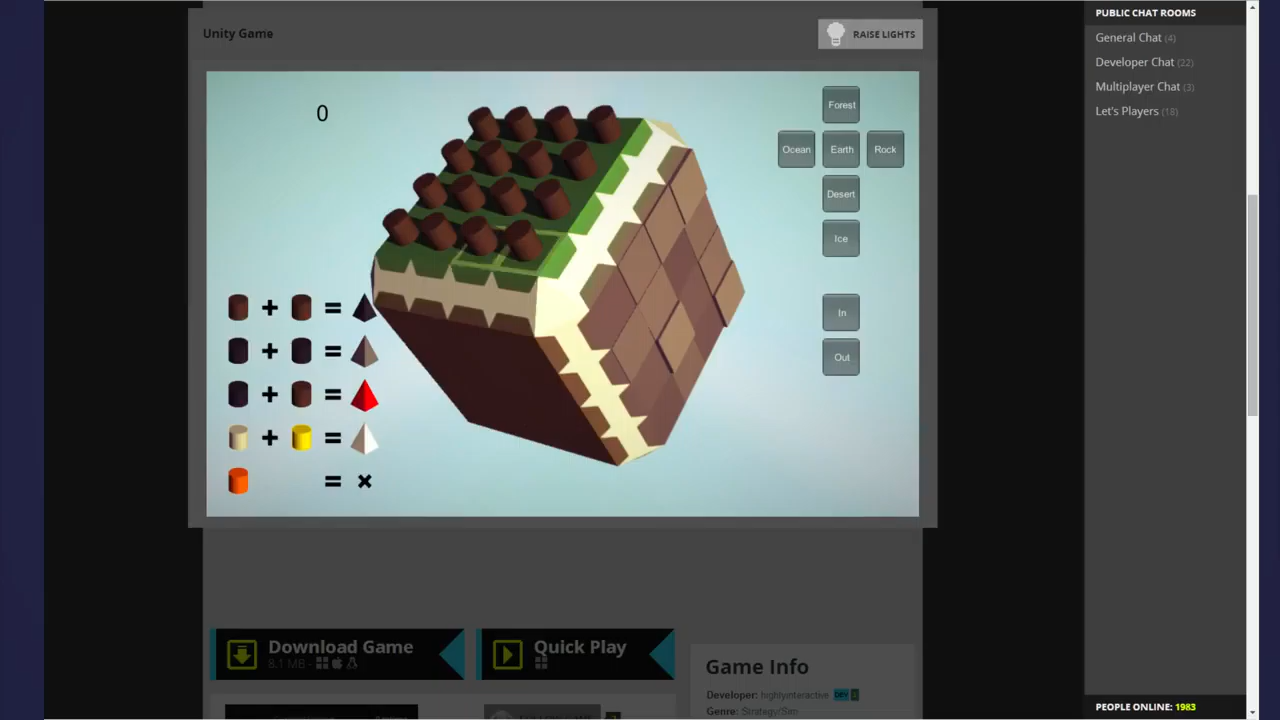 PUBLIC CHAT ROOMS
General Chat (4)
Developer Chat (22)
Multiplayer Chat (3)
Let's Players (18)
Unity Game
RAISE LIGHTS
0
Forest
Ocean Earth Rock
Desert
Ice
In
Out
+ =
+ =
+ =
+ =
= ×
Download Game
8.1 MB -
Quick Play
Game Info
Developer: highlyinteractive DEV 2
Genre: Strategy/Sim
PEOPLE ONLINE: 1983